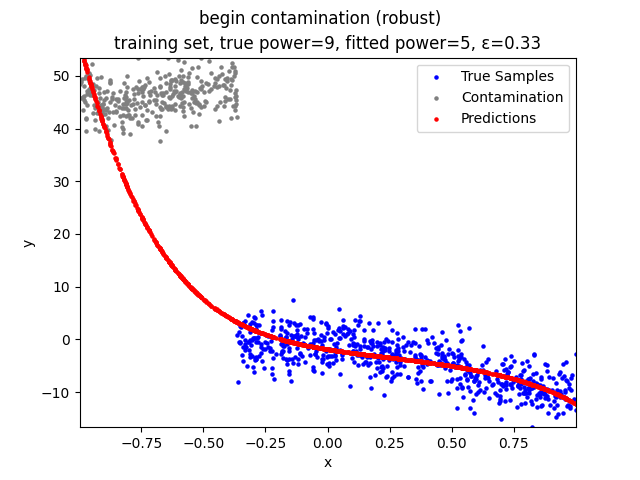 begin contamination (robust)
training set, true power=9, fitted power=5, ε=0.33
True Samples
Contamination
Predictions
50
40
30
20
10
0
−10
y
−0.75 −0.50 −0.25 0.00 0.25 0.50 0.75
x